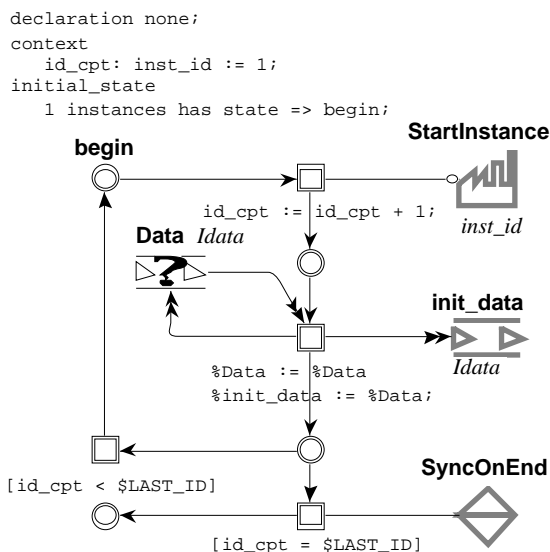 declaration none;
context
id_cpt: inst_id := 1;
initial_state
1 instances has state => begin;
StartInstance
begin
id_cpt := id_cpt + 1;
inst_id
Data Idata
init_data
%Data := %Data
Idata
%init_data := %Data;
SyncOnEnd
[id_cpt < $LAST_ID]
[id_cpt = $LAST_ID]